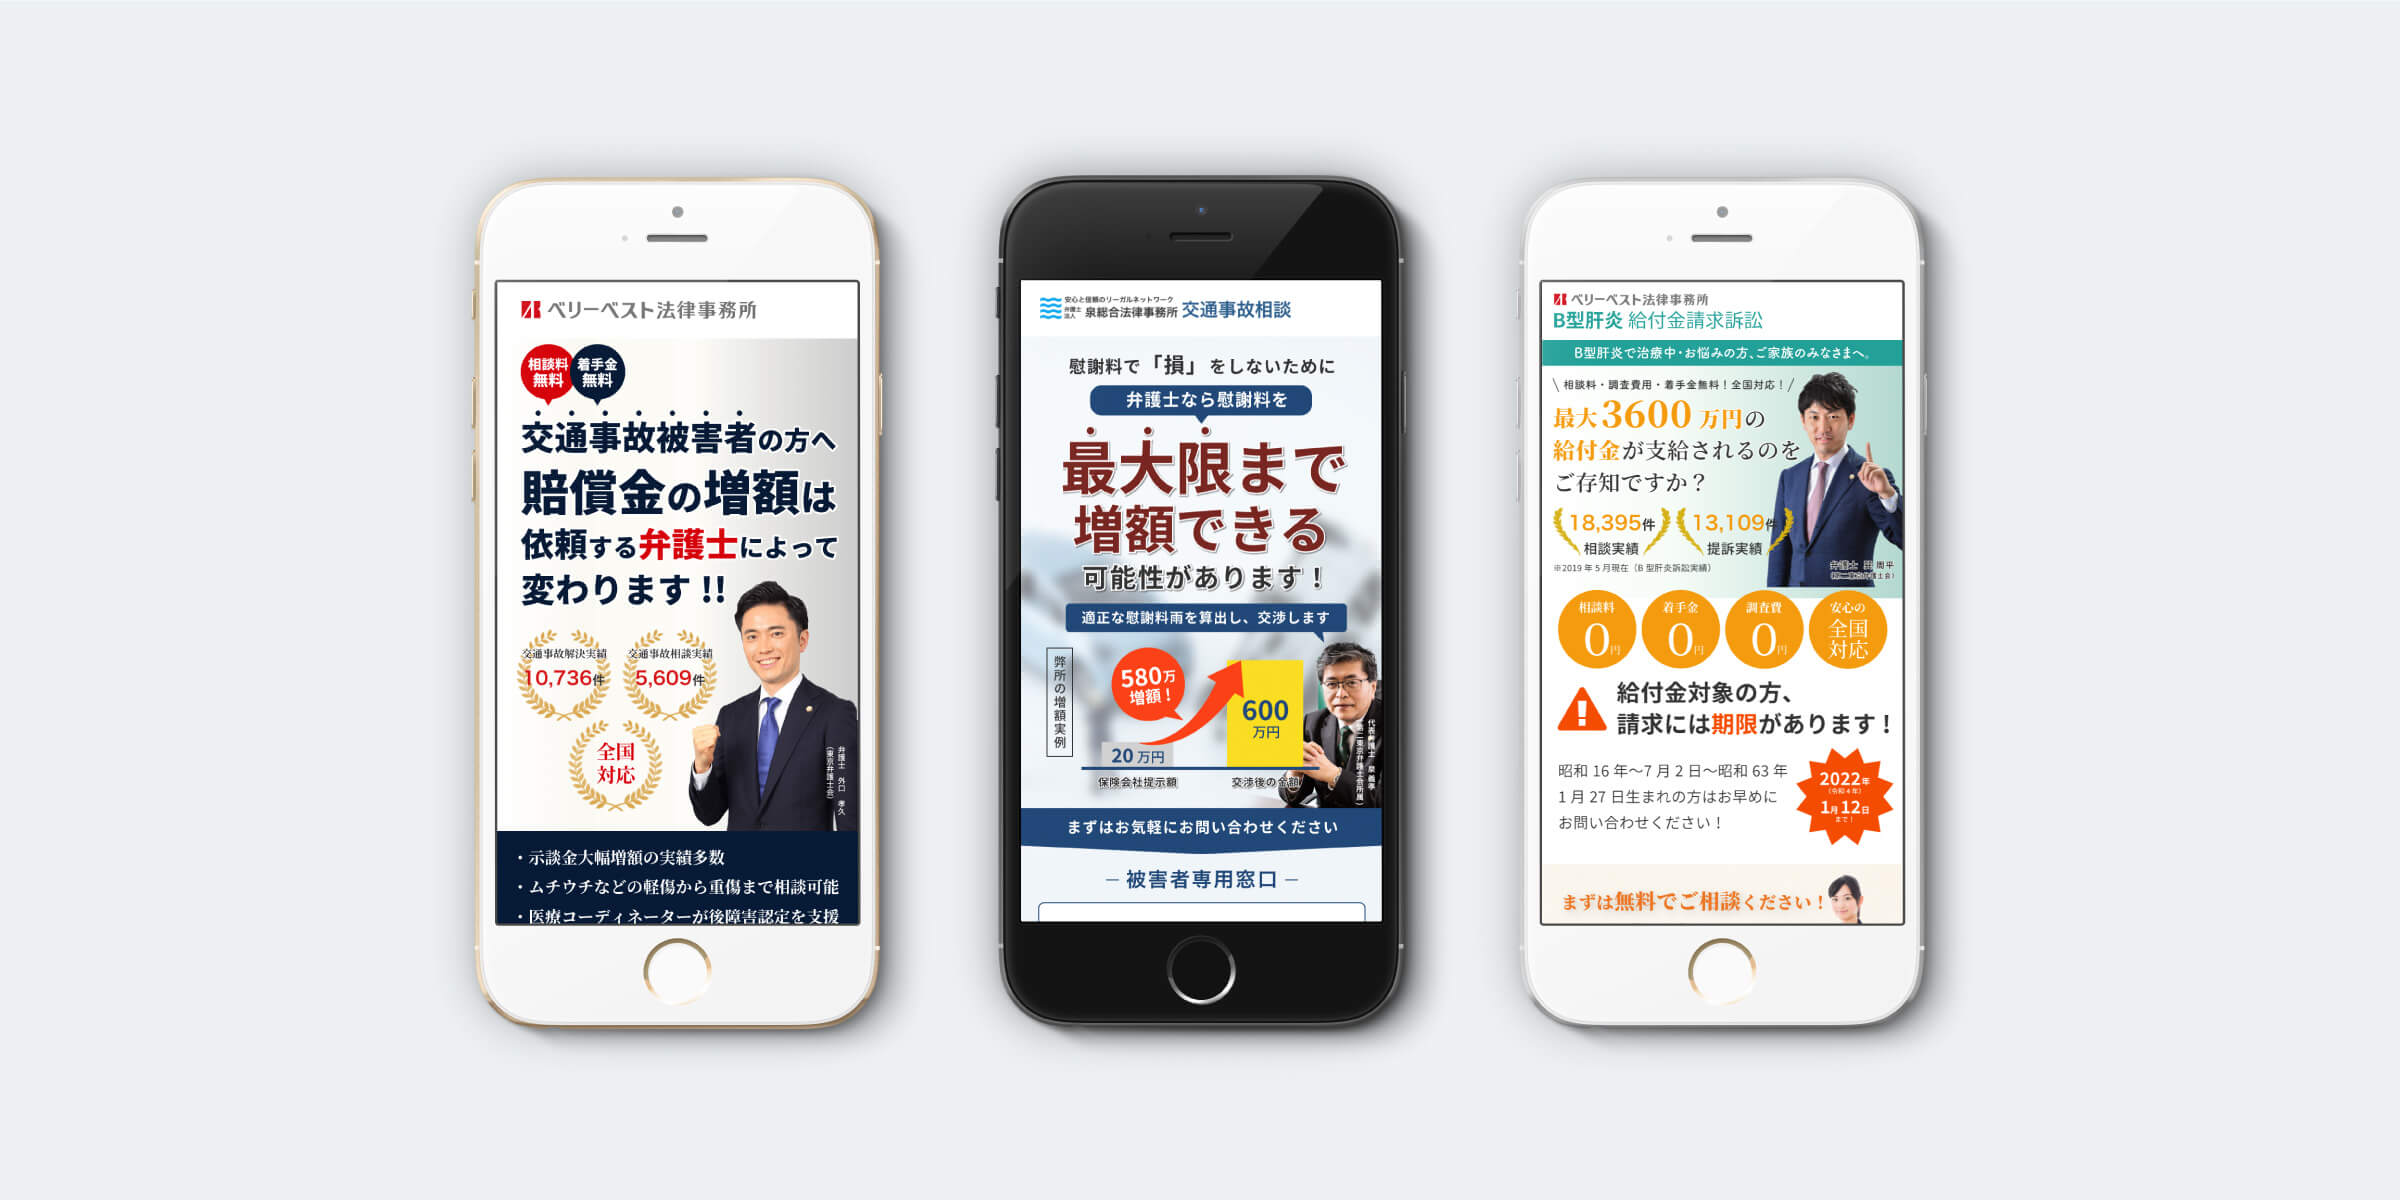 ベリーベスト法律事務所
相談料
無料
着手金
無料
交通事故被害者の方へ
賠償金の増額は
依頼する弁護士によって
変わります!!
交通事故解決実績
10,736件
交通事故相談実績
5,609件
全国
対応
弁護士 外口 孝久
（東京弁護士会）
・示談金大幅増額の実績多数
・ムチウチなどの軽傷から重傷まで相談可能
・医療コーディネーターが後障害認定を支援
安心と信頼のリーガルネットワーク
弁護士法人 泉総合法律事務所 交通事故相談
慰謝料で「損」をしないために
弁護士なら慰謝料を
最大限まで
増額できる
可能性があります！
適正な慰謝料雨を算出し、交渉します
弊所の増額実例
580万
増額！
600
万円
20万円
保険会社提示額
交渉後の金額
代表弁護士 泉 義孝
（第二東京弁護士会所属）
まずはお気軽にお問い合わせください
― 被害者専用窓口 ―
ベリーベスト法律事務所
B型肝炎 給付金請求訴訟
B型肝炎で治療中・お悩みの方、ご家族のみなさまへ。
\ 相談料・調査費用・着手金無料！全国対応！ /
最大3600万円の
給付金が支給されるのを
ご存知ですか？
18,395件
相談実績
13,109件
提訴実績
※2019年5月現在（B型肝炎訴訟実績）
相談料
0円
着手金
0円
調査費
0円
安心の
全国
対応
給付金対象の方、
請求には期限があります！
昭和16年〜7月2日〜昭和63年
1月27日生まれの方はお早めに
お問い合わせください！
2022年
（令和4年）
1月12日
まで！
まずは無料でご相談ください！